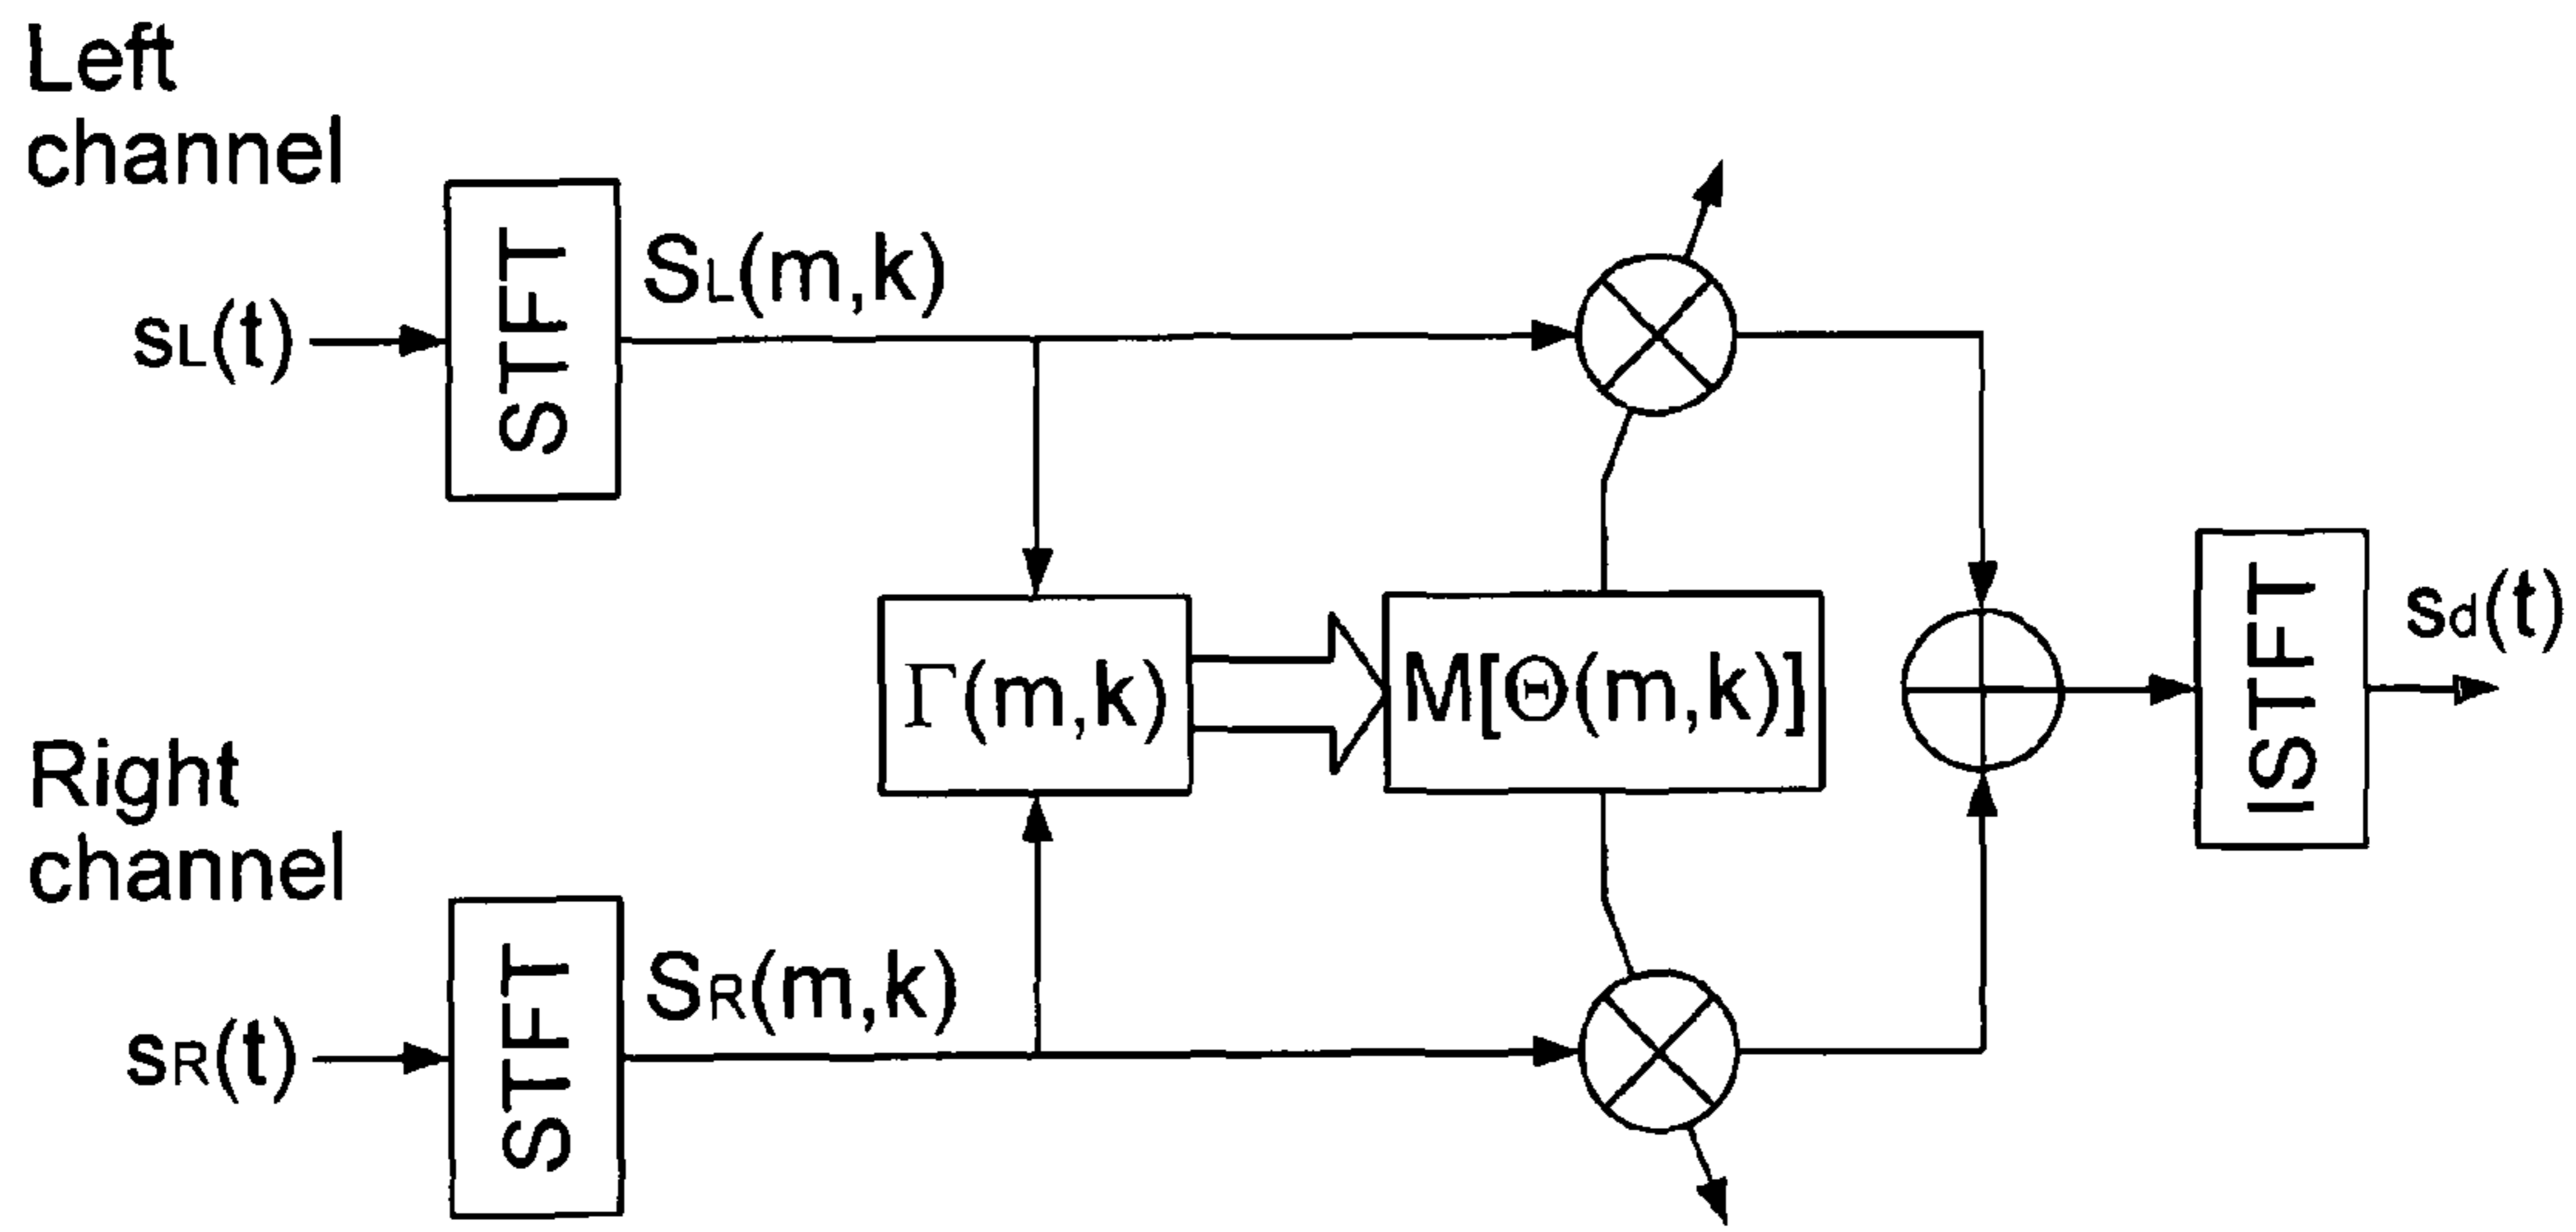 Left
channel
sL(t)
STFT
SL(m,k)
Γ(m,k)
M[Θ(m,k)]
ISTFT
sd(t)
Right
channel
sR(t)
STFT
SR(m,k)